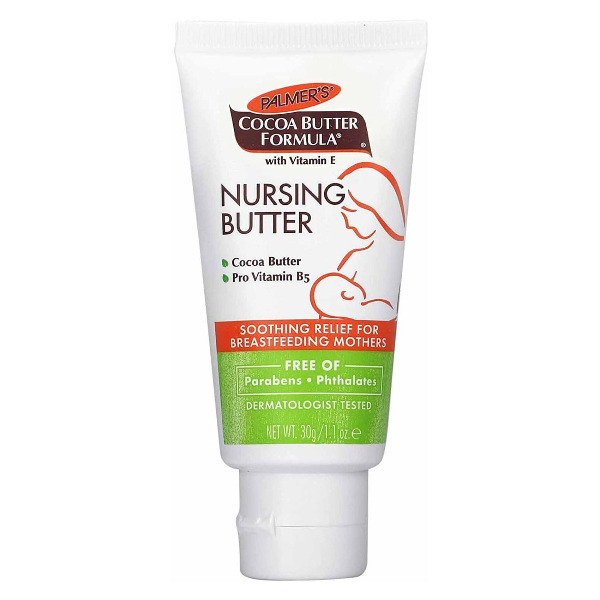 PALMER'S®
COCOA BUTTER
FORMULA®
®
with Vitamin E
NURSING
BUTTER
Cocoa Butter
Pro Vitamin B5
SOOTHING RELIEF FOR
BREASTFEEDING MOTHERS
FREE OF
Parabens • Phthalates
DERMATOLOGIST TESTED
NET WT. 30g/1.1 oz. ℮